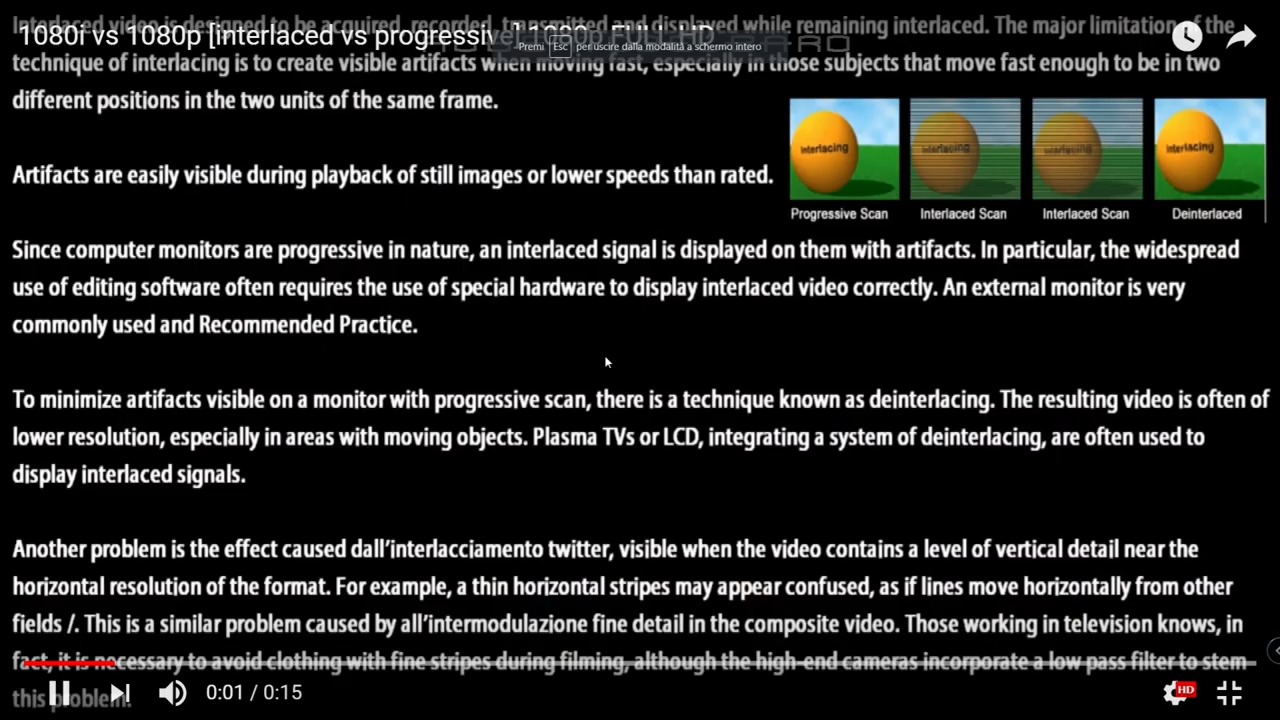 Interlaced video is designed to be acquired, recorded, transmitted and displayed while remaining interlaced. The major limitation of the
1080i vs 1080p [interlaced vs progressive] 1080p FULL HD
Premi Esc per uscire dalla modalità a schermo intero
technique of interlacing is to create visible artifacts when moving fast, especially in those subjects that move fast enough to be in two
different positions in the two units of the same frame.
Interlacing
Interlacing
Interlacing
Interlacing
Artifacts are easily visible during playback of still images or lower speeds than rated.
Progressive Scan
Interlaced Scan
Interlaced Scan
Deinterlaced
Since computer monitors are progressive in nature, an interlaced signal is displayed on them with artifacts. In particular, the widespread
use of editing software often requires the use of special hardware to display interlaced video correctly. An external monitor is very
commonly used and Recommended Practice.
To minimize artifacts visible on a monitor with progressive scan, there is a technique known as deinterlacing. The resulting video is often of
lower resolution, especially in areas with moving objects. Plasma TVs or LCD, integrating a system of deinterlacing, are often used to
display interlaced signals.
Another problem is the effect caused dall'interlacciamento twitter, visible when the video contains a level of vertical detail near the
horizontal resolution of the format. For example, a thin horizontal stripes may appear confused, as if lines move horizontally from other
fields /. This is a similar problem caused by all'intermodulazione fine detail in the composite video. Those working in television knows, in
fact, it is necessary to avoid clothing with fine stripes during filming, although the high-end cameras incorporate a low pass filter to stem
this problem.
0:01 / 0:15
HD